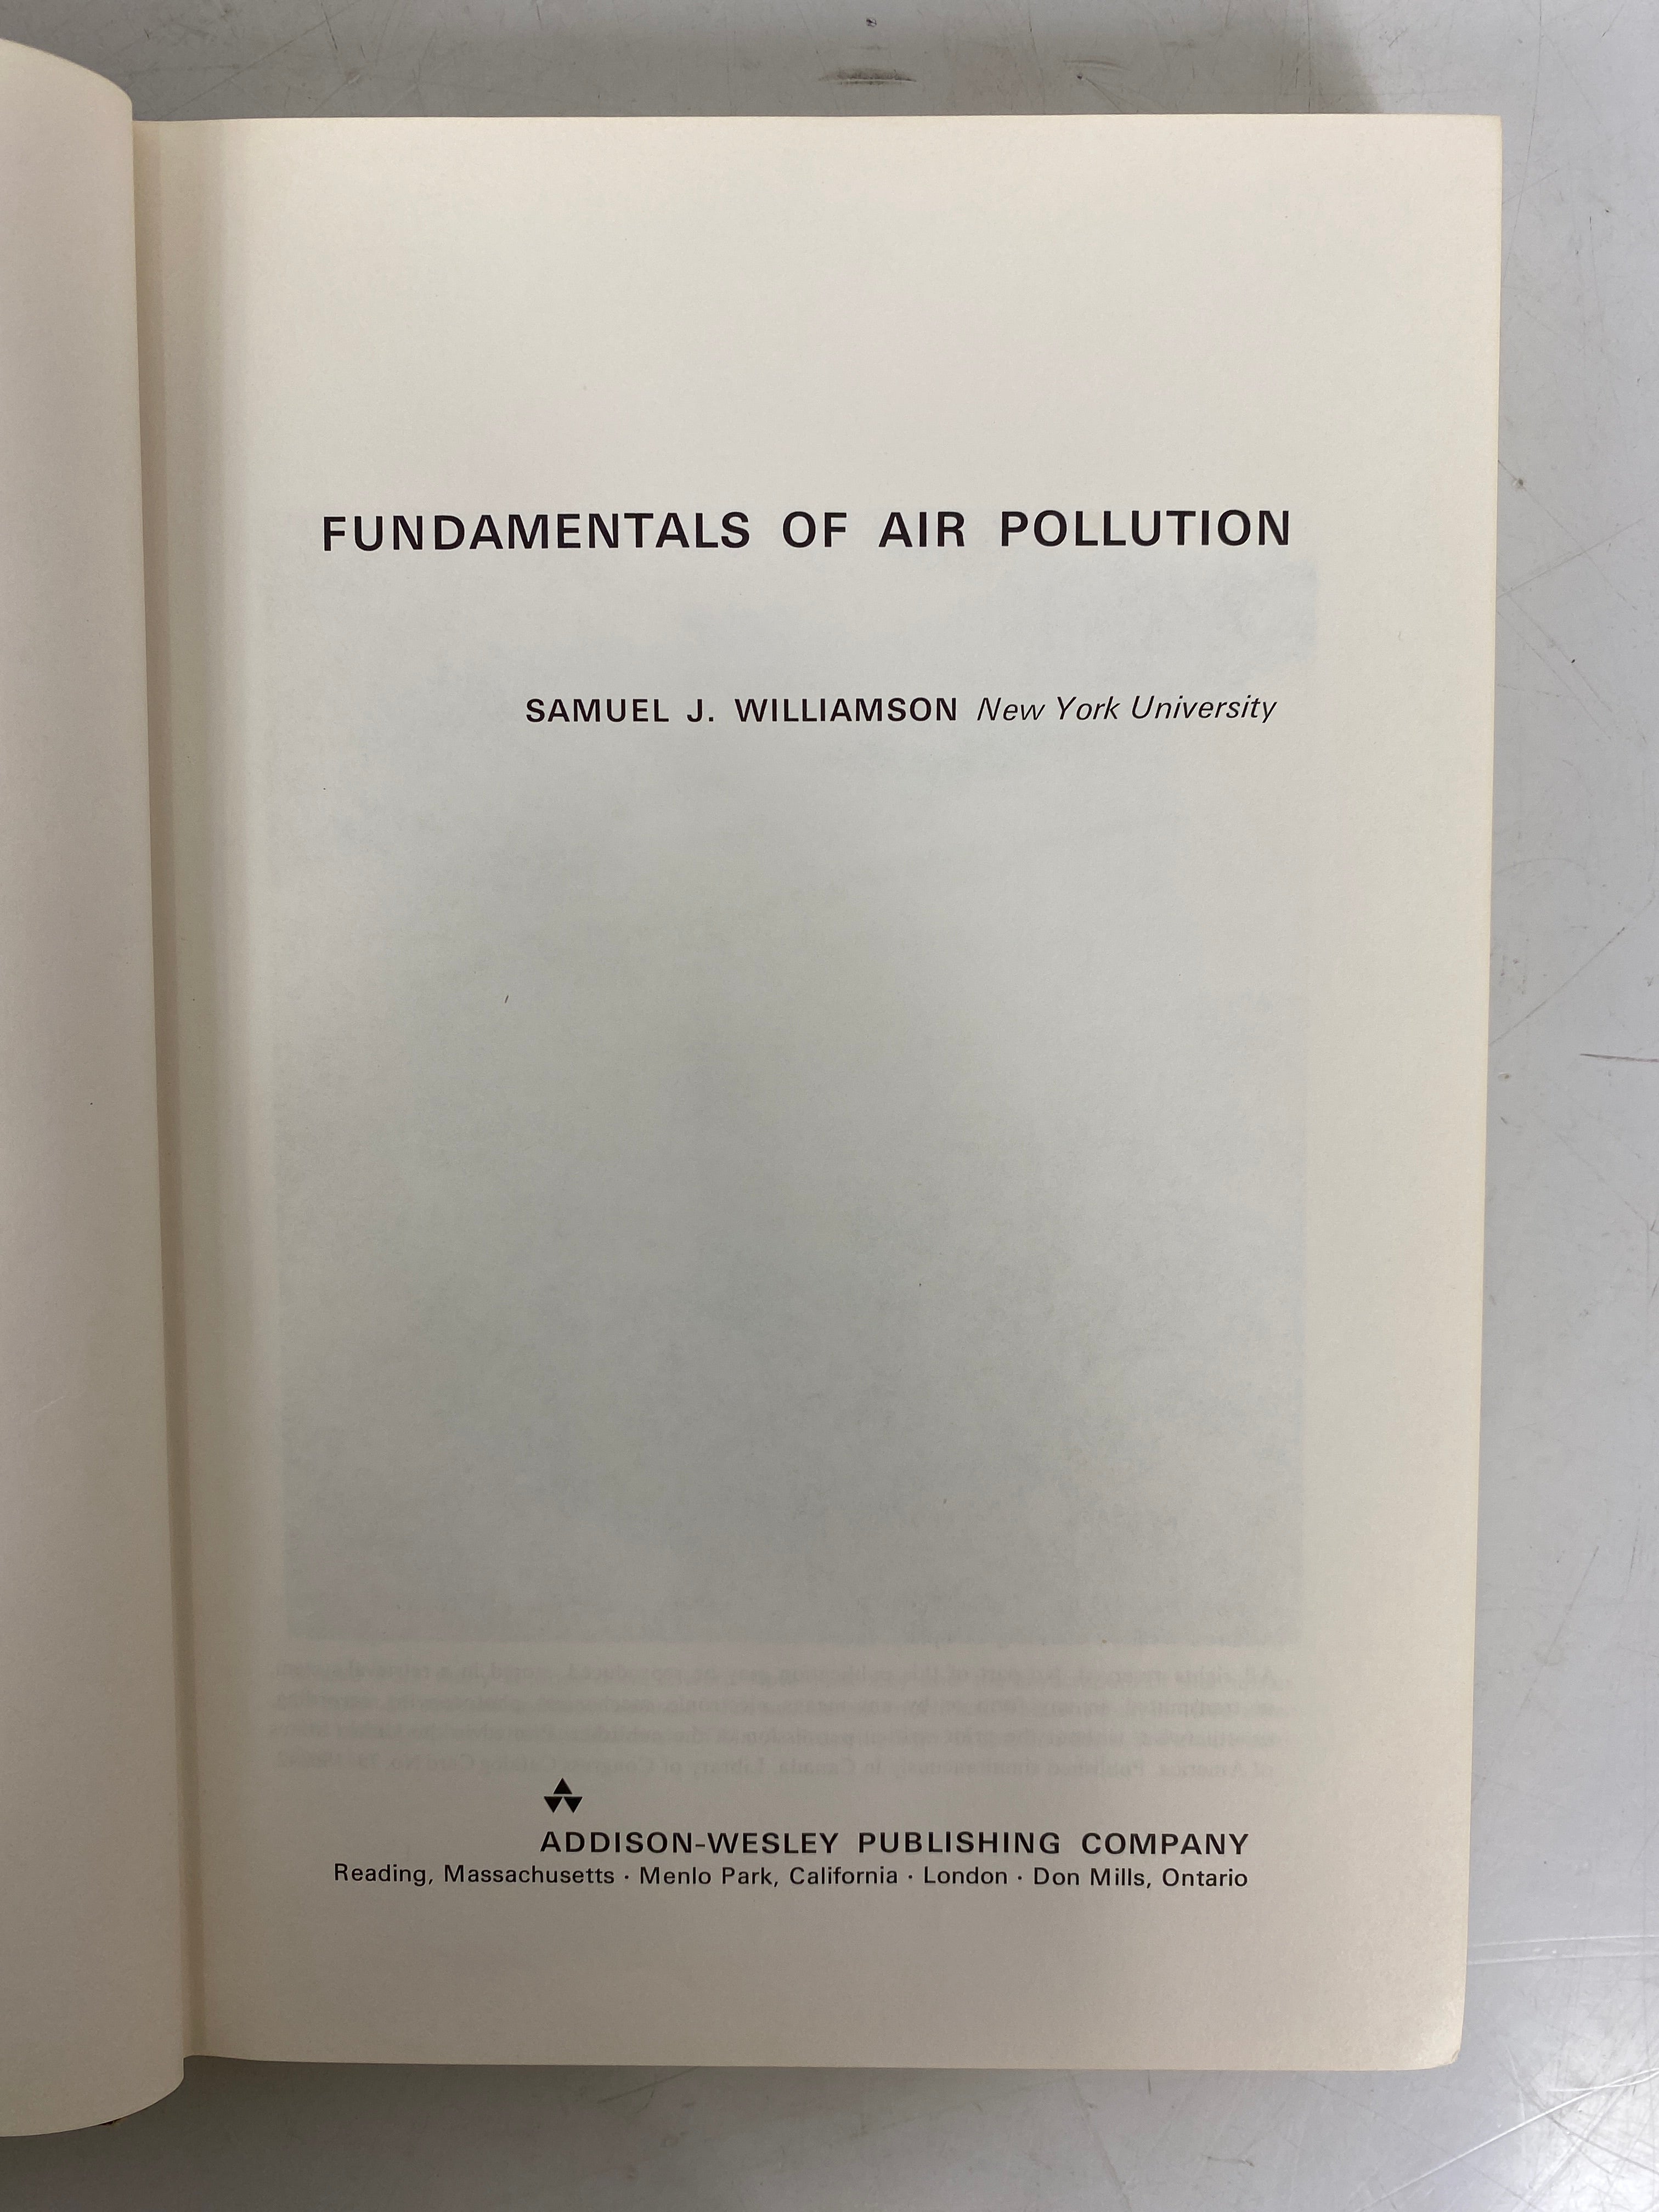 FUNDAMENTALS OF AIR POLLUTION
SAMUEL J. WILLIAMSON New York University
ADDISON-WESLEY PUBLISHING COMPANY
Reading, Massachusetts · Menlo Park, California · London · Don Mills, Ontario